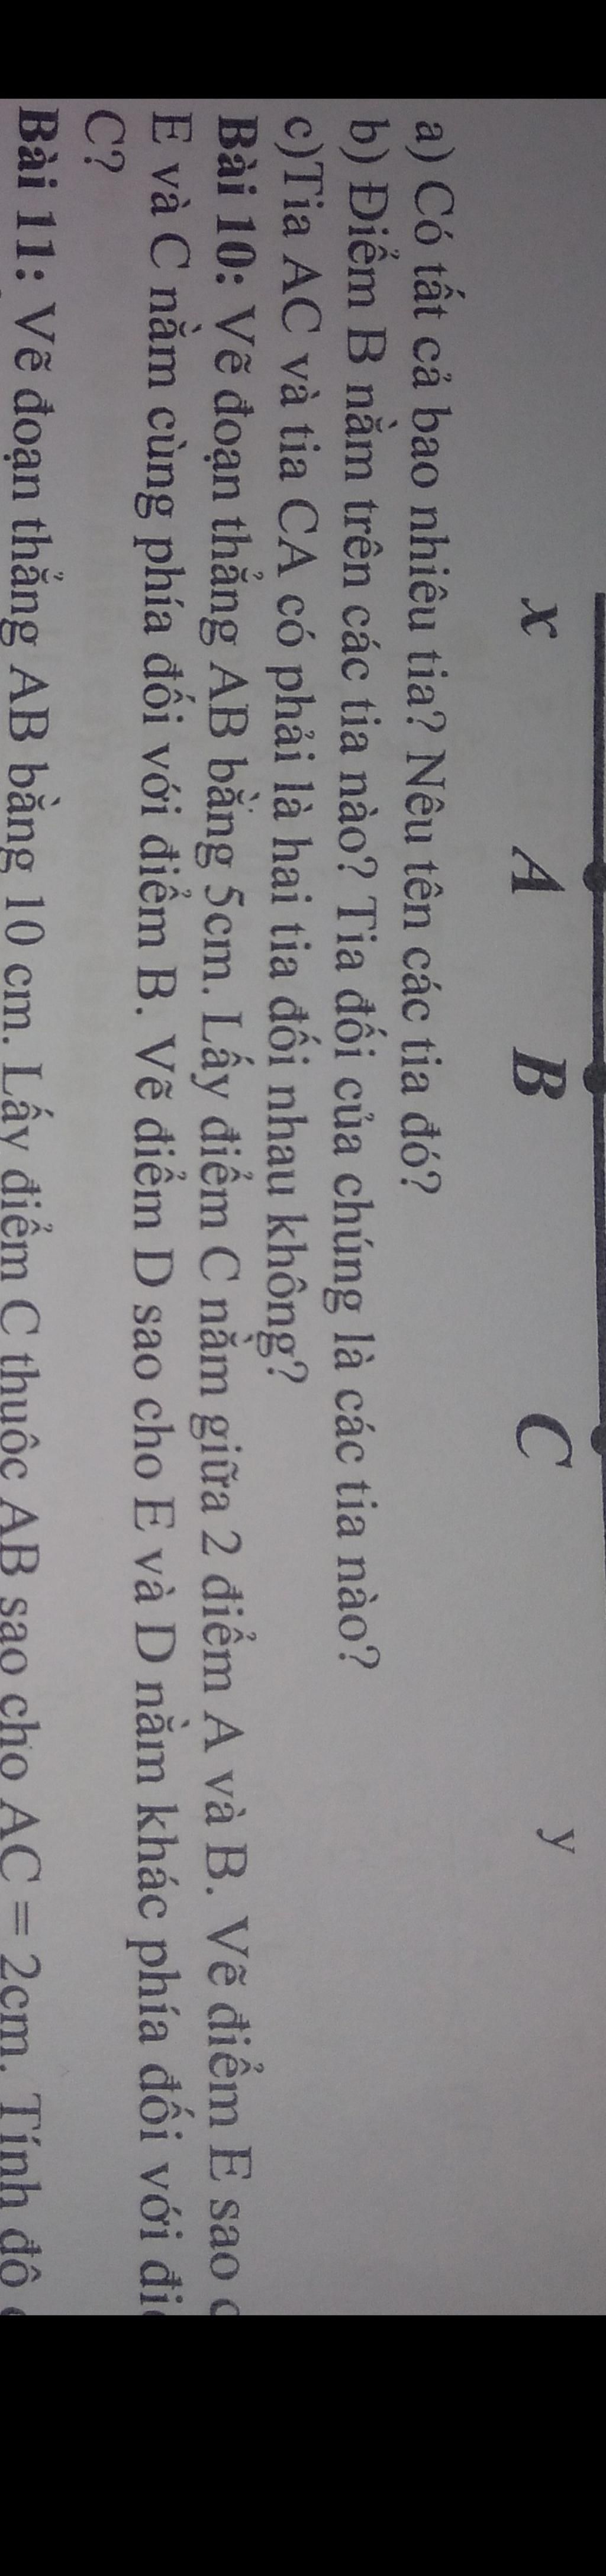 x A B C y
a) Có tất cả bao nhiêu tia? Nêu tên các tia đó?
b) Điểm B nằm trên các tia nào? Tia đối của chúng là các tia nào?
c)Tia AC và tia CA có phải là hai tia đối nhau không?
Bài 10: Vẽ đoạn thẳng AB bằng 5cm. Lấy điểm C nằm giữa 2 điểm A và B. Vẽ điểm E sao
E và C nằm cùng phía đối với điểm B. Vẽ điểm D sao cho E và D nằm khác phía đối với
C?
Bài 11: Vẽ đoạn thẳng AB bằng 10 cm. Lấy điểm C thuộc AB sao cho AC = 2cm. Tính độ